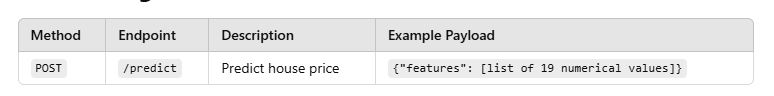 Method Endpoint Description Example Payload
POST /predict Predict house price {"features": [list of 19 numerical values]}